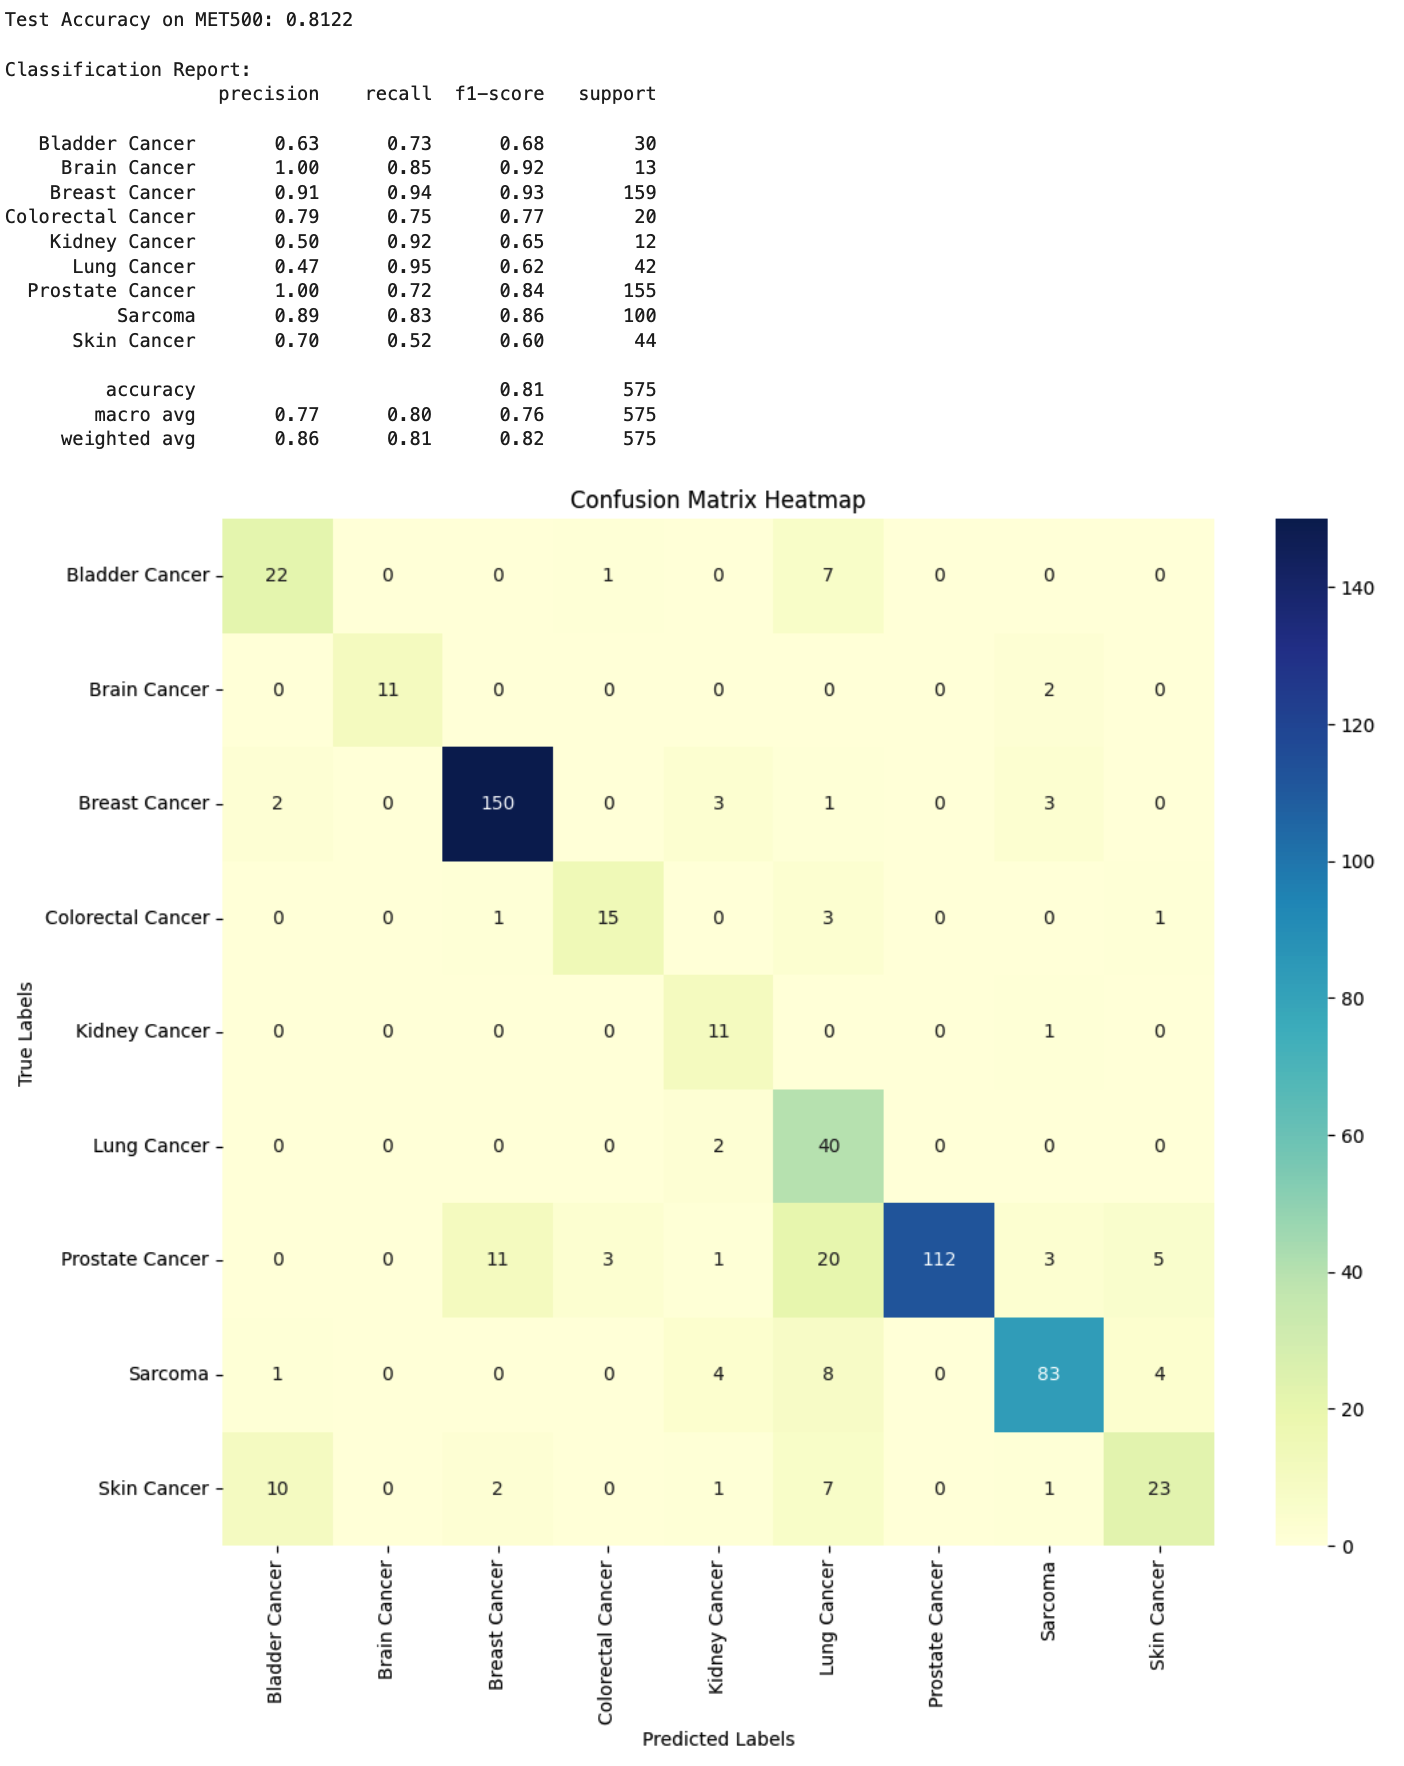 Test Accuracy on MET500: 0.8122
Classification Report:
precision recall f1-score support
Bladder Cancer 0.63 0.73 0.68 30
Brain Cancer 1.00 0.85 0.92 13
Breast Cancer 0.91 0.94 0.93 159
Colorectal Cancer 0.79 0.75 0.77 20
Kidney Cancer 0.50 0.92 0.65 12
Lung Cancer 0.47 0.95 0.62 42
Prostate Cancer 1.00 0.72 0.84 155
Sarcoma 0.89 0.83 0.86 100
Skin Cancer 0.70 0.52 0.60 44
accuracy 0.81 575
macro avg 0.77 0.80 0.76 575
weighted avg 0.86 0.81 0.82 575
Confusion Matrix Heatmap
True Labels
Bladder Cancer 22 0 0 1 0 7 0 0 0
Brain Cancer 0 11 0 0 0 0 0 2 0
Breast Cancer 2 0 150 0 3 1 0 3 0
Colorectal Cancer 0 0 1 15 0 3 0 0 1
Kidney Cancer 0 0 0 0 11 0 0 1 0
Lung Cancer 0 0 0 0 2 40 0 0 0
Prostate Cancer 0 0 11 3 1 20 112 3 5
Sarcoma 1 0 0 0 4 8 0 83 4
Skin Cancer 10 0 2 0 1 7 0 1 23
Bladder Cancer
Brain Cancer
Breast Cancer
Colorectal Cancer
Kidney Cancer
Lung Cancer
Prostate Cancer
Sarcoma
Skin Cancer
Predicted Labels
140
120
100
80
60
40
20
0